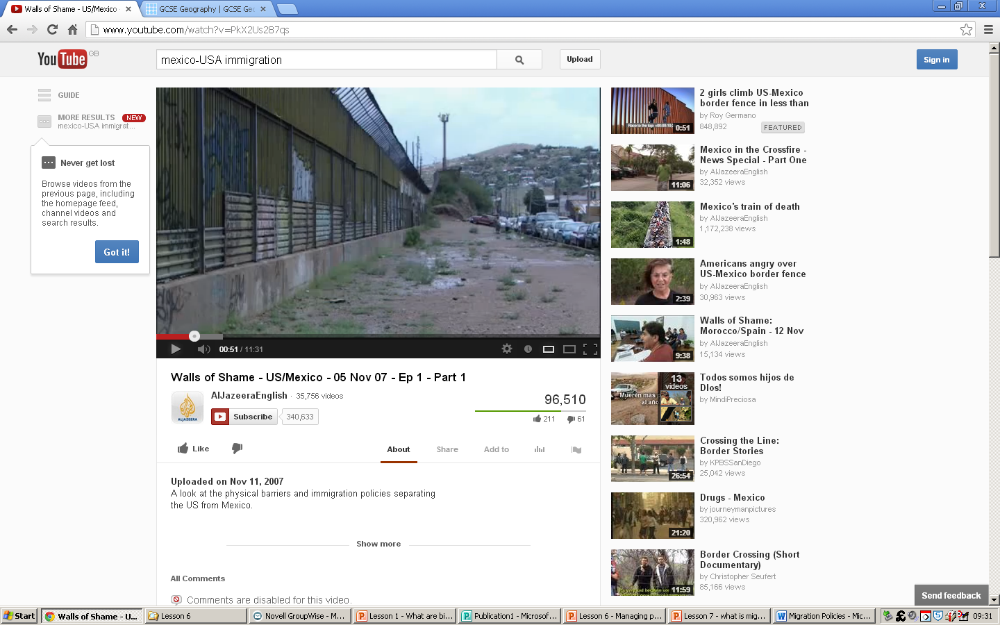 Walls of Shame - US/Mexico
GCSE Geography | GCSE Geo
www.youtube.com/watch?v=PkX2Us287qs
YouTube GB
mexico-USA immigration
Upload
Sign in
GUIDE
MORE RESULTS NEW
mexico-USA immigrat...
Never get lost
Browse videos from the
previous page, including
the homepage feed,
channel videos and
search results.
Got it!
00:51 / 11:31
Walls of Shame - US/Mexico - 05 Nov 07 - Ep 1 - Part 1
AlJazeeraEnglish · 35,756 videos
ALJAZEERA
Subscribe 340,633
96,510
211 61
Like
About Share Add to
Uploaded on Nov 11, 2007
A look at the physical barriers and immigration policies separating
the US from Mexico.
Show more
All Comments
Comments are disabled for this video.
2 girls climb US-Mexico
border fence in less than
by Roy Germano
848,892 FEATURED
Race to the top: +00:00:10
0:51
Mexico in the Crossfire -
News Special - Part One
by AlJazeeraEnglish
32,352 views
11:06
Mexico's train of death
by AlJazeeraEnglish
1,172,238 views
1:48
Americans angry over
US-Mexico border fence
by AlJazeeraEnglish
30,963 views
2:39
Walls of Shame:
Morocco/Spain - 12 Nov
by AlJazeeraEnglish
15,134 views
9:38
Todos somos hijos de
DIos!
by MindiPreciosa
13
videos
Mueren mas
al año
Crossing the Line:
Border Stories
by KPBSSanDiego
25,042 views
26:54
Drugs - Mexico
by journeymanpictures
320,962 views
21:20
Border Crossing (Short
Documentary)
by Christopher Seufert
85,166 views
11:59
Send feedback
Start
Walls of Shame - U...
Lesson 6
Novell GroupWise - M...
Lesson 1 - What are bi...
Publication1 - Microsof...
Lesson 6 - Managing p...
Lesson 7 - what is mig...
Migration Policies - Mic...
09:31